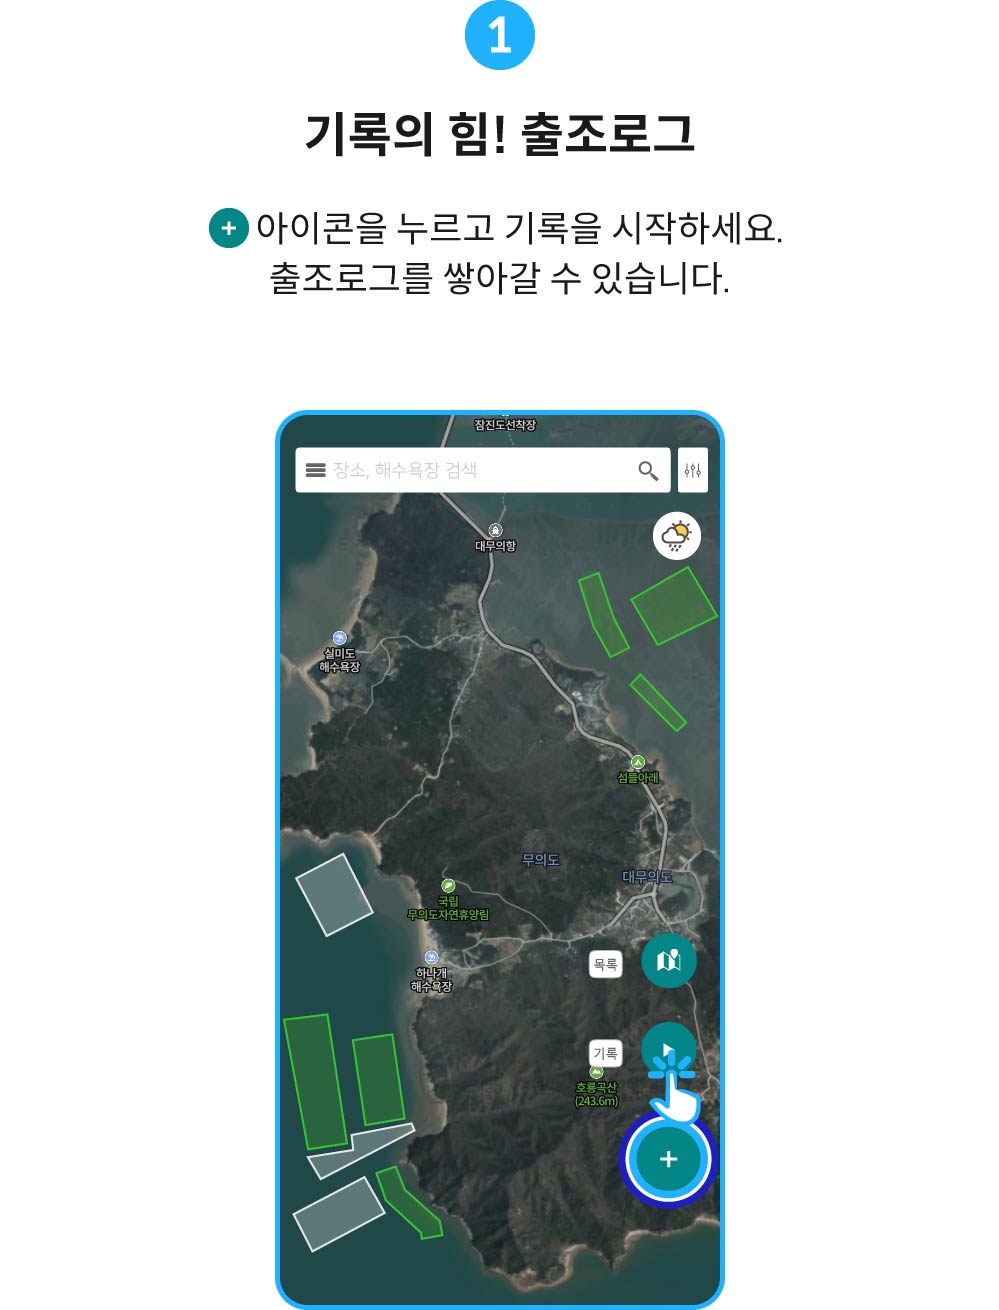 1
기록의 힘! 출조로그
+ 아이콘을 누르고 기록을 시작하세요.
출조로그를 쌓아갈 수 있습니다.
잠진도선착장
장소, 해수욕장 검색
대무의항
실미도
해수욕장
섬뜰아래
무의도
대무의도
국립
무의도자연휴양림
하나개
해수욕장
목록
기록
호룡곡산
(243.6m)
+